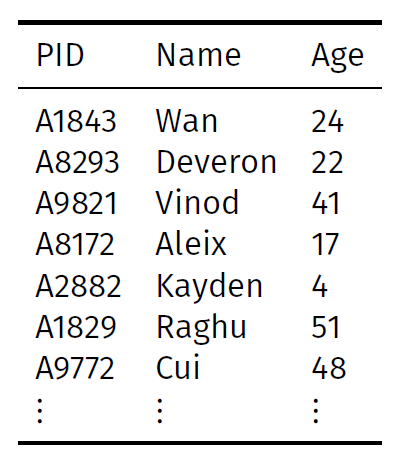 PID Name Age
A1843 Wan 24
A8293 Deveron 22
A9821 Vinod 41
A8172 Aleix 17
A2882 Kayden 4
A1829 Raghu 51
A9772 Cui 48
⋮ ⋮ ⋮